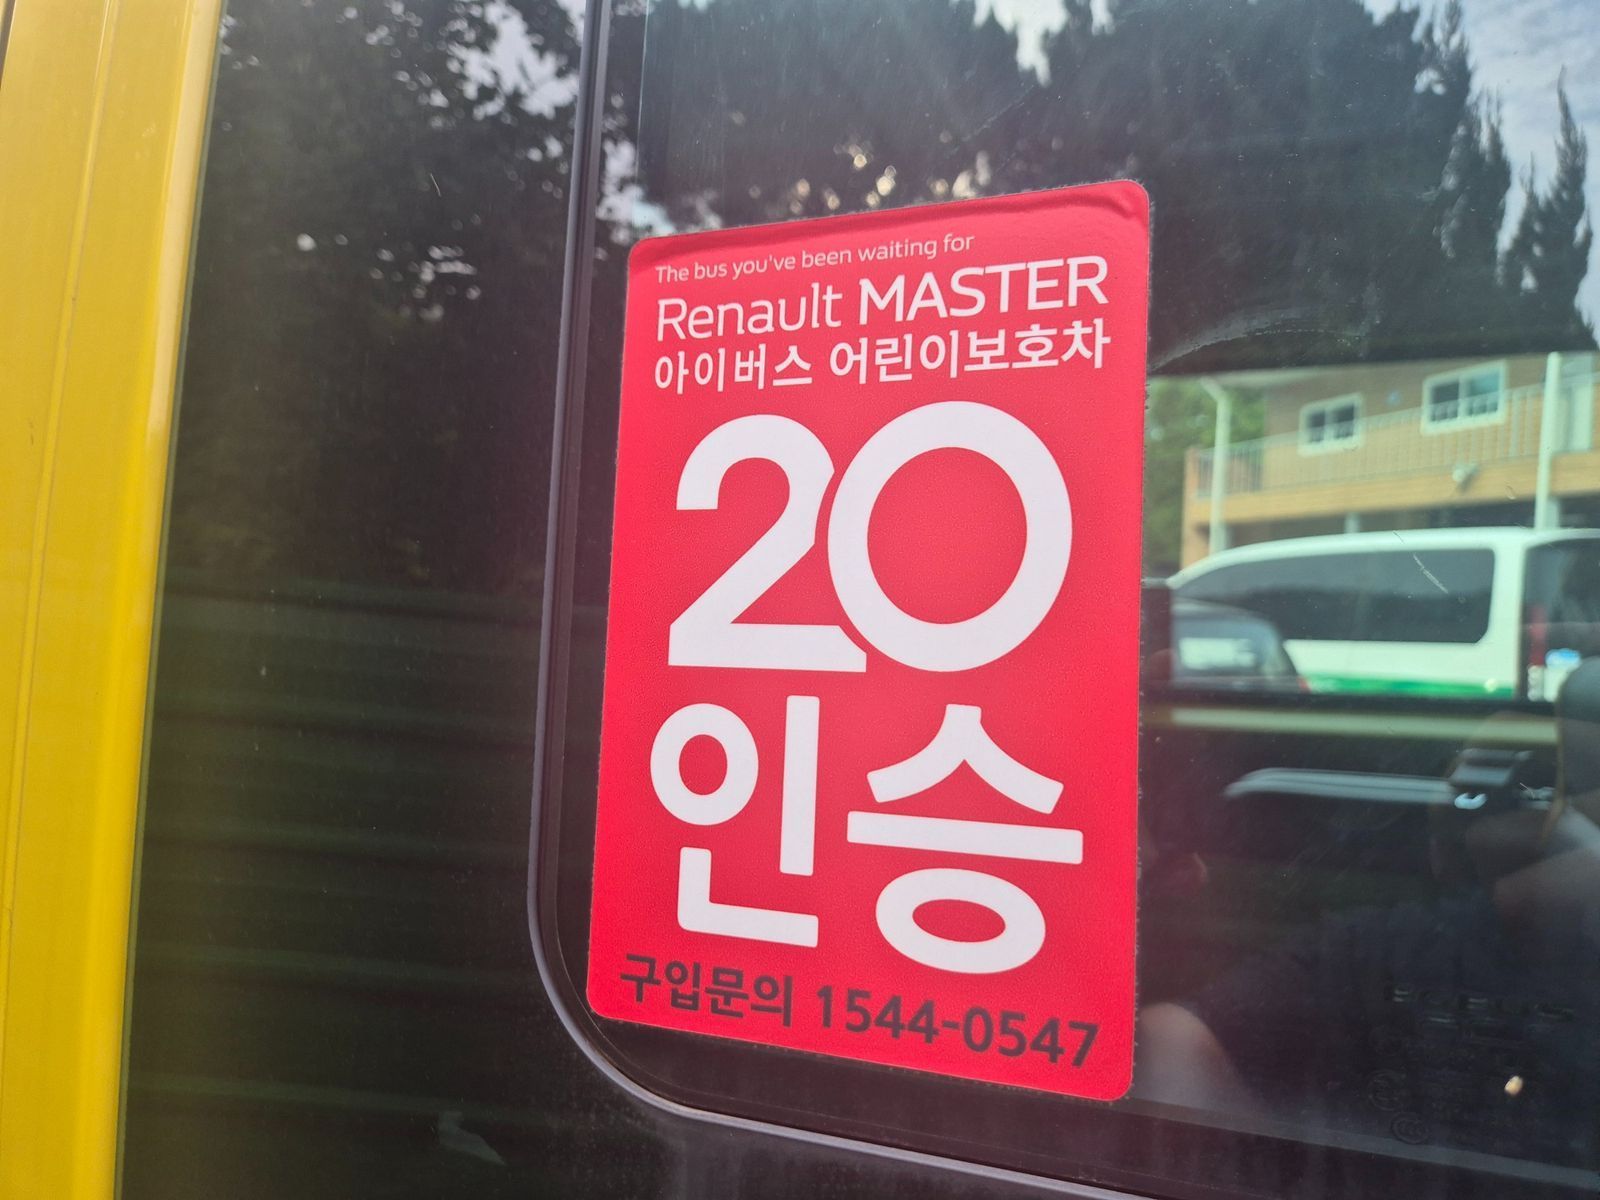 The bus you've been waiting for
Renault MASTER
아이버스 어린이보호차
20
인승
구입문의 1544-0547